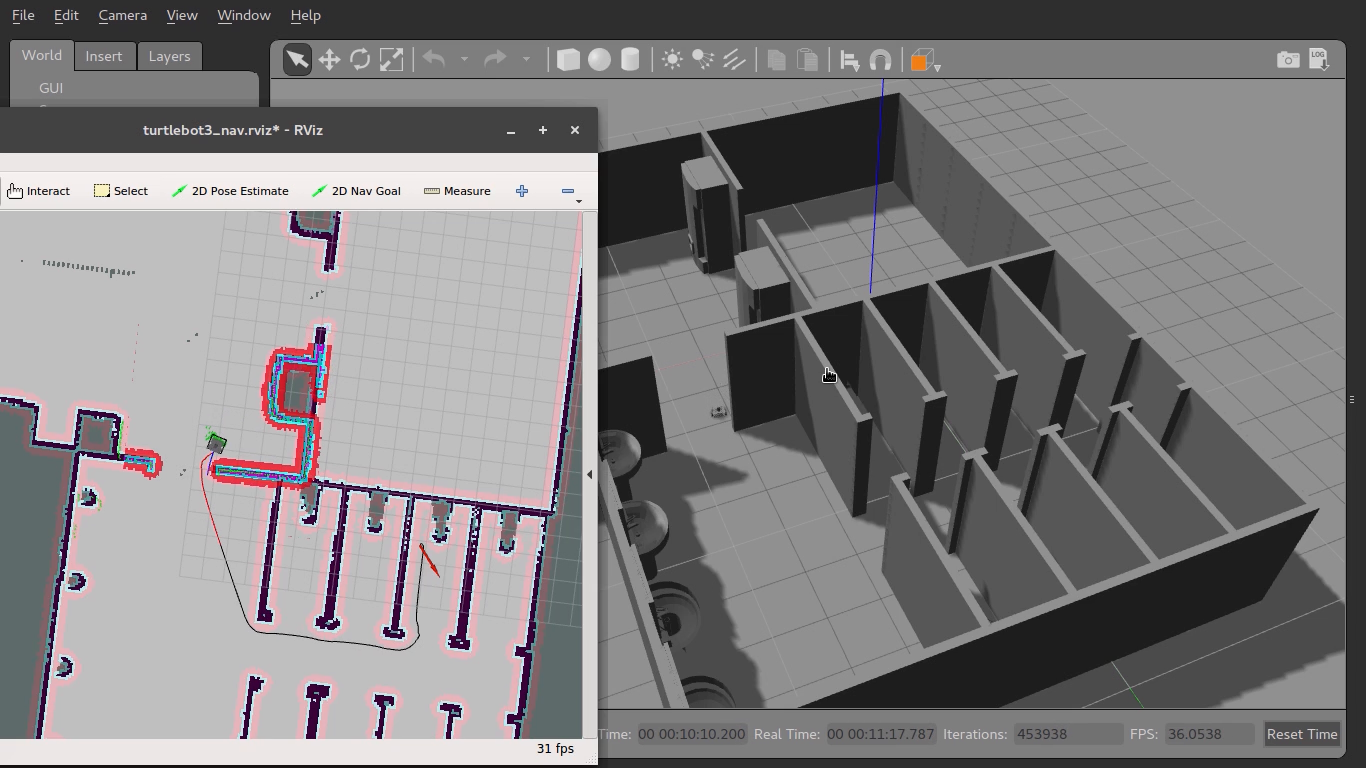 File Edit Camera View Window Help
World Insert Layers
GUI
LOG
turtlebot3_nav.rviz* - RViz
Interact Select 2D Pose Estimate 2D Nav Goal Measure
31 fps
Time: 00 00:10:10.200 Real Time: 00 00:11:17.787 Iterations: 453938 FPS: 36.0538 Reset Time